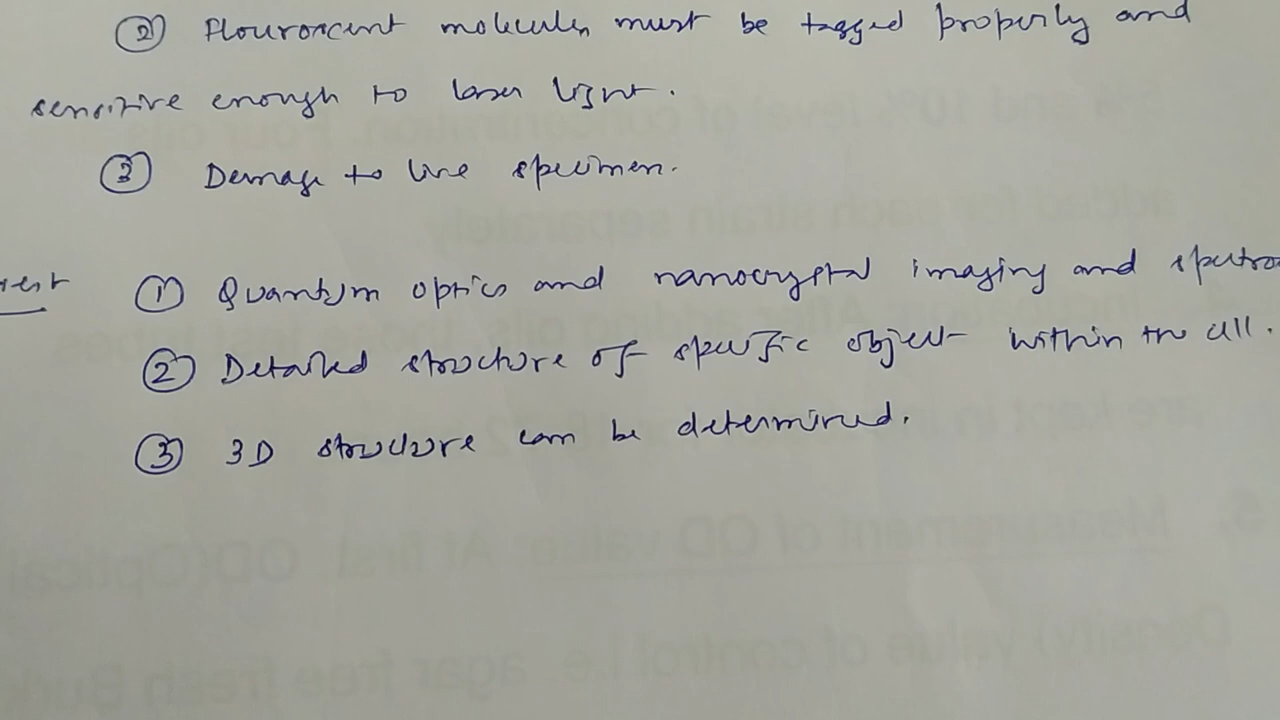 ② Flouroscent molecules must be tagged properly and
sensitive enough to laser light.
③ Damage to live specimen.
① Quantum optics and nanocrystal imaging and spectro
② Detailed structure of specific object within the cell.
③ 3D structure can be determined.